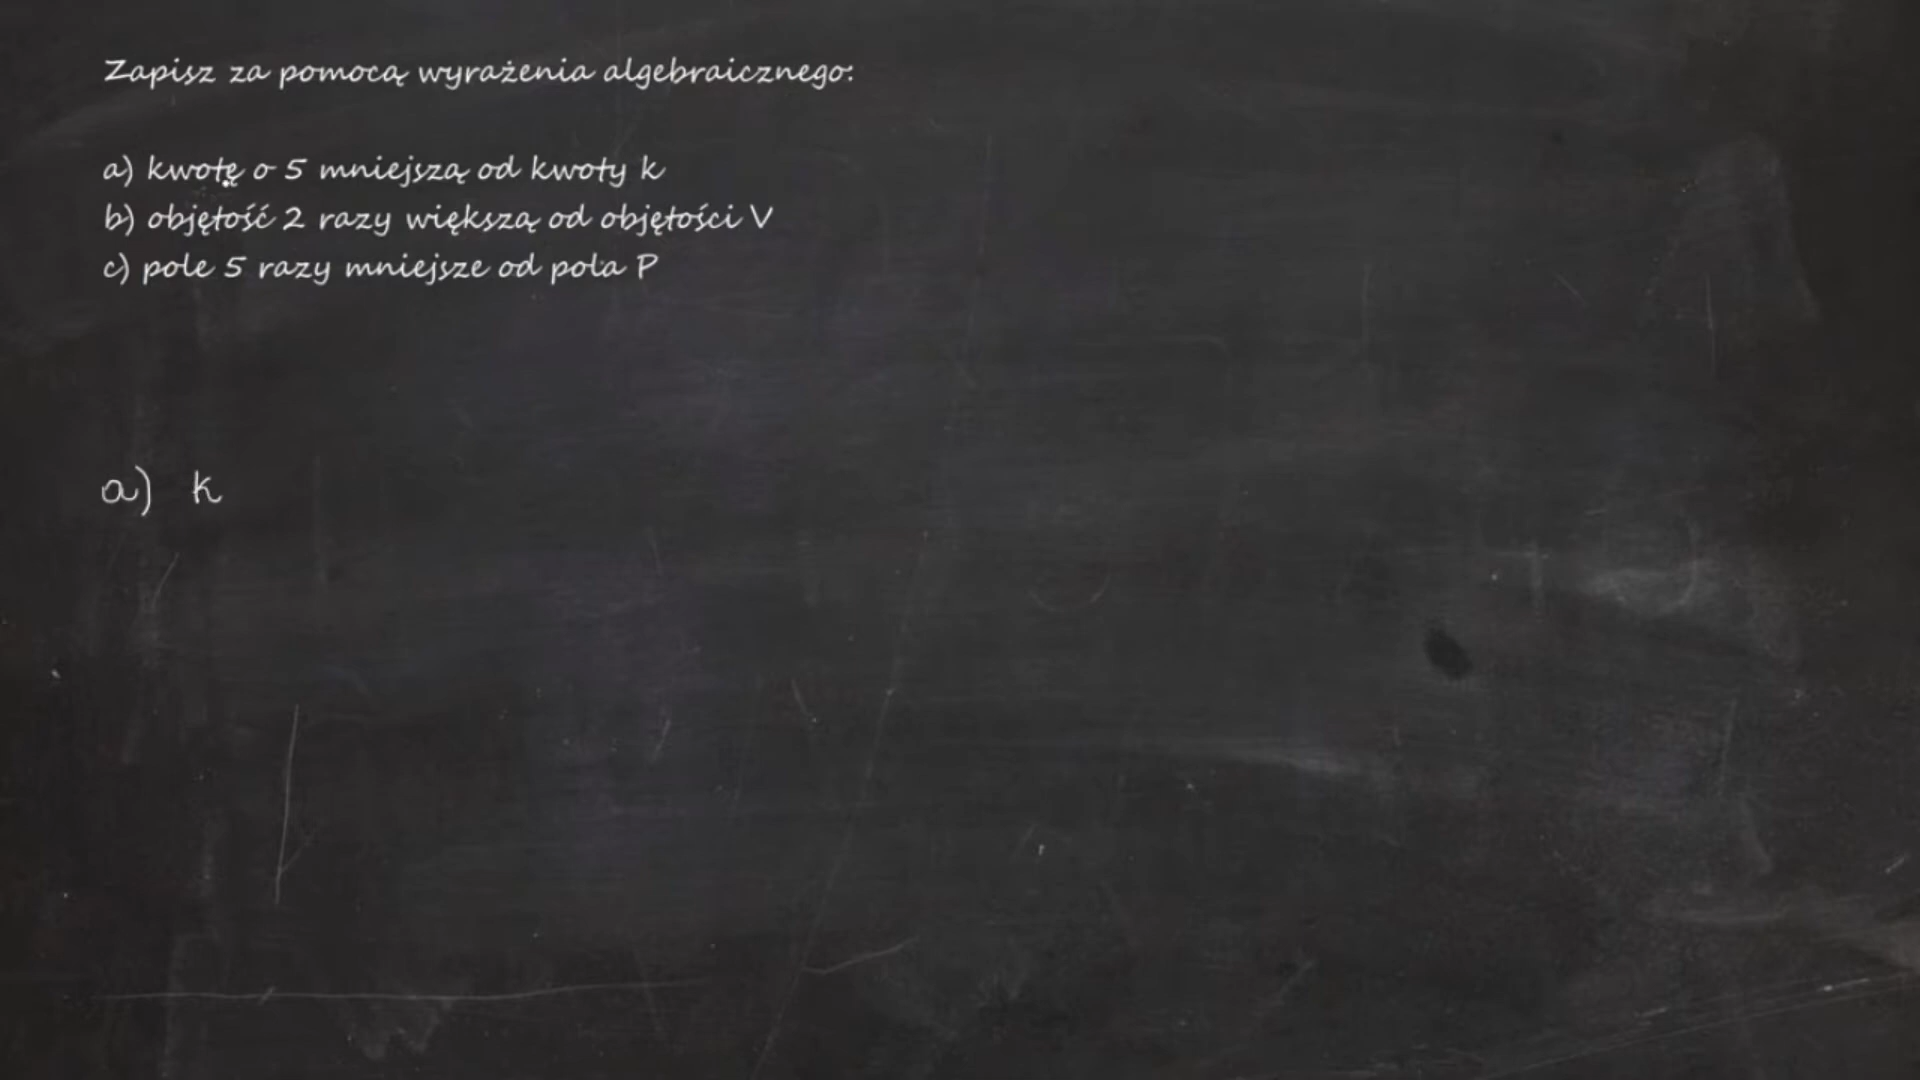 Zapisz za pomocą wyrażenia algebraicznego:
a) kwotę o 5 mniejszą od kwoty k
b) objętość 2 razy większą od objętości V
c) pole 5 razy mniejsze od pola P
a) k